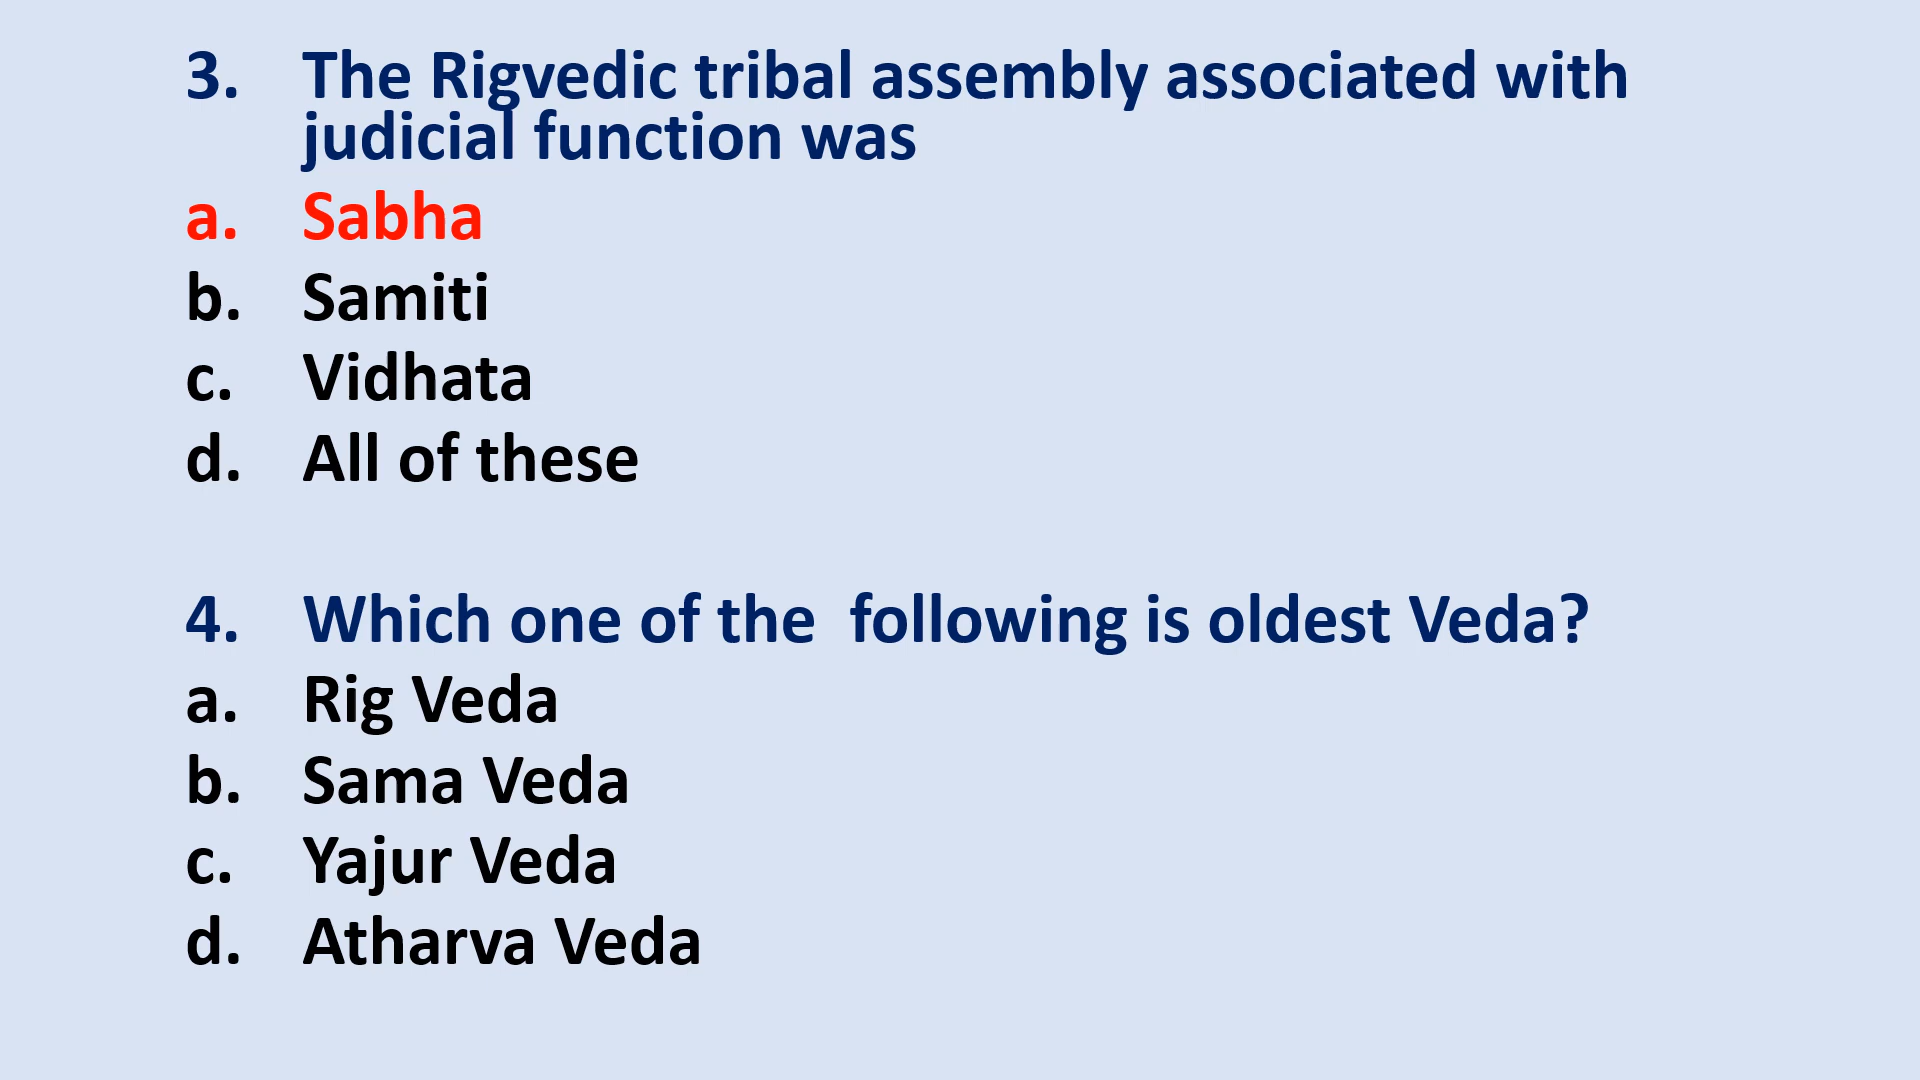 3. The Rigvedic tribal assembly associated with
judicial function was
a. Sabha
b. Samiti
c. Vidhata
d. All of these
4. Which one of the  following is oldest Veda?
a. Rig Veda
b. Sama Veda
c. Yajur Veda
d. Atharva Veda